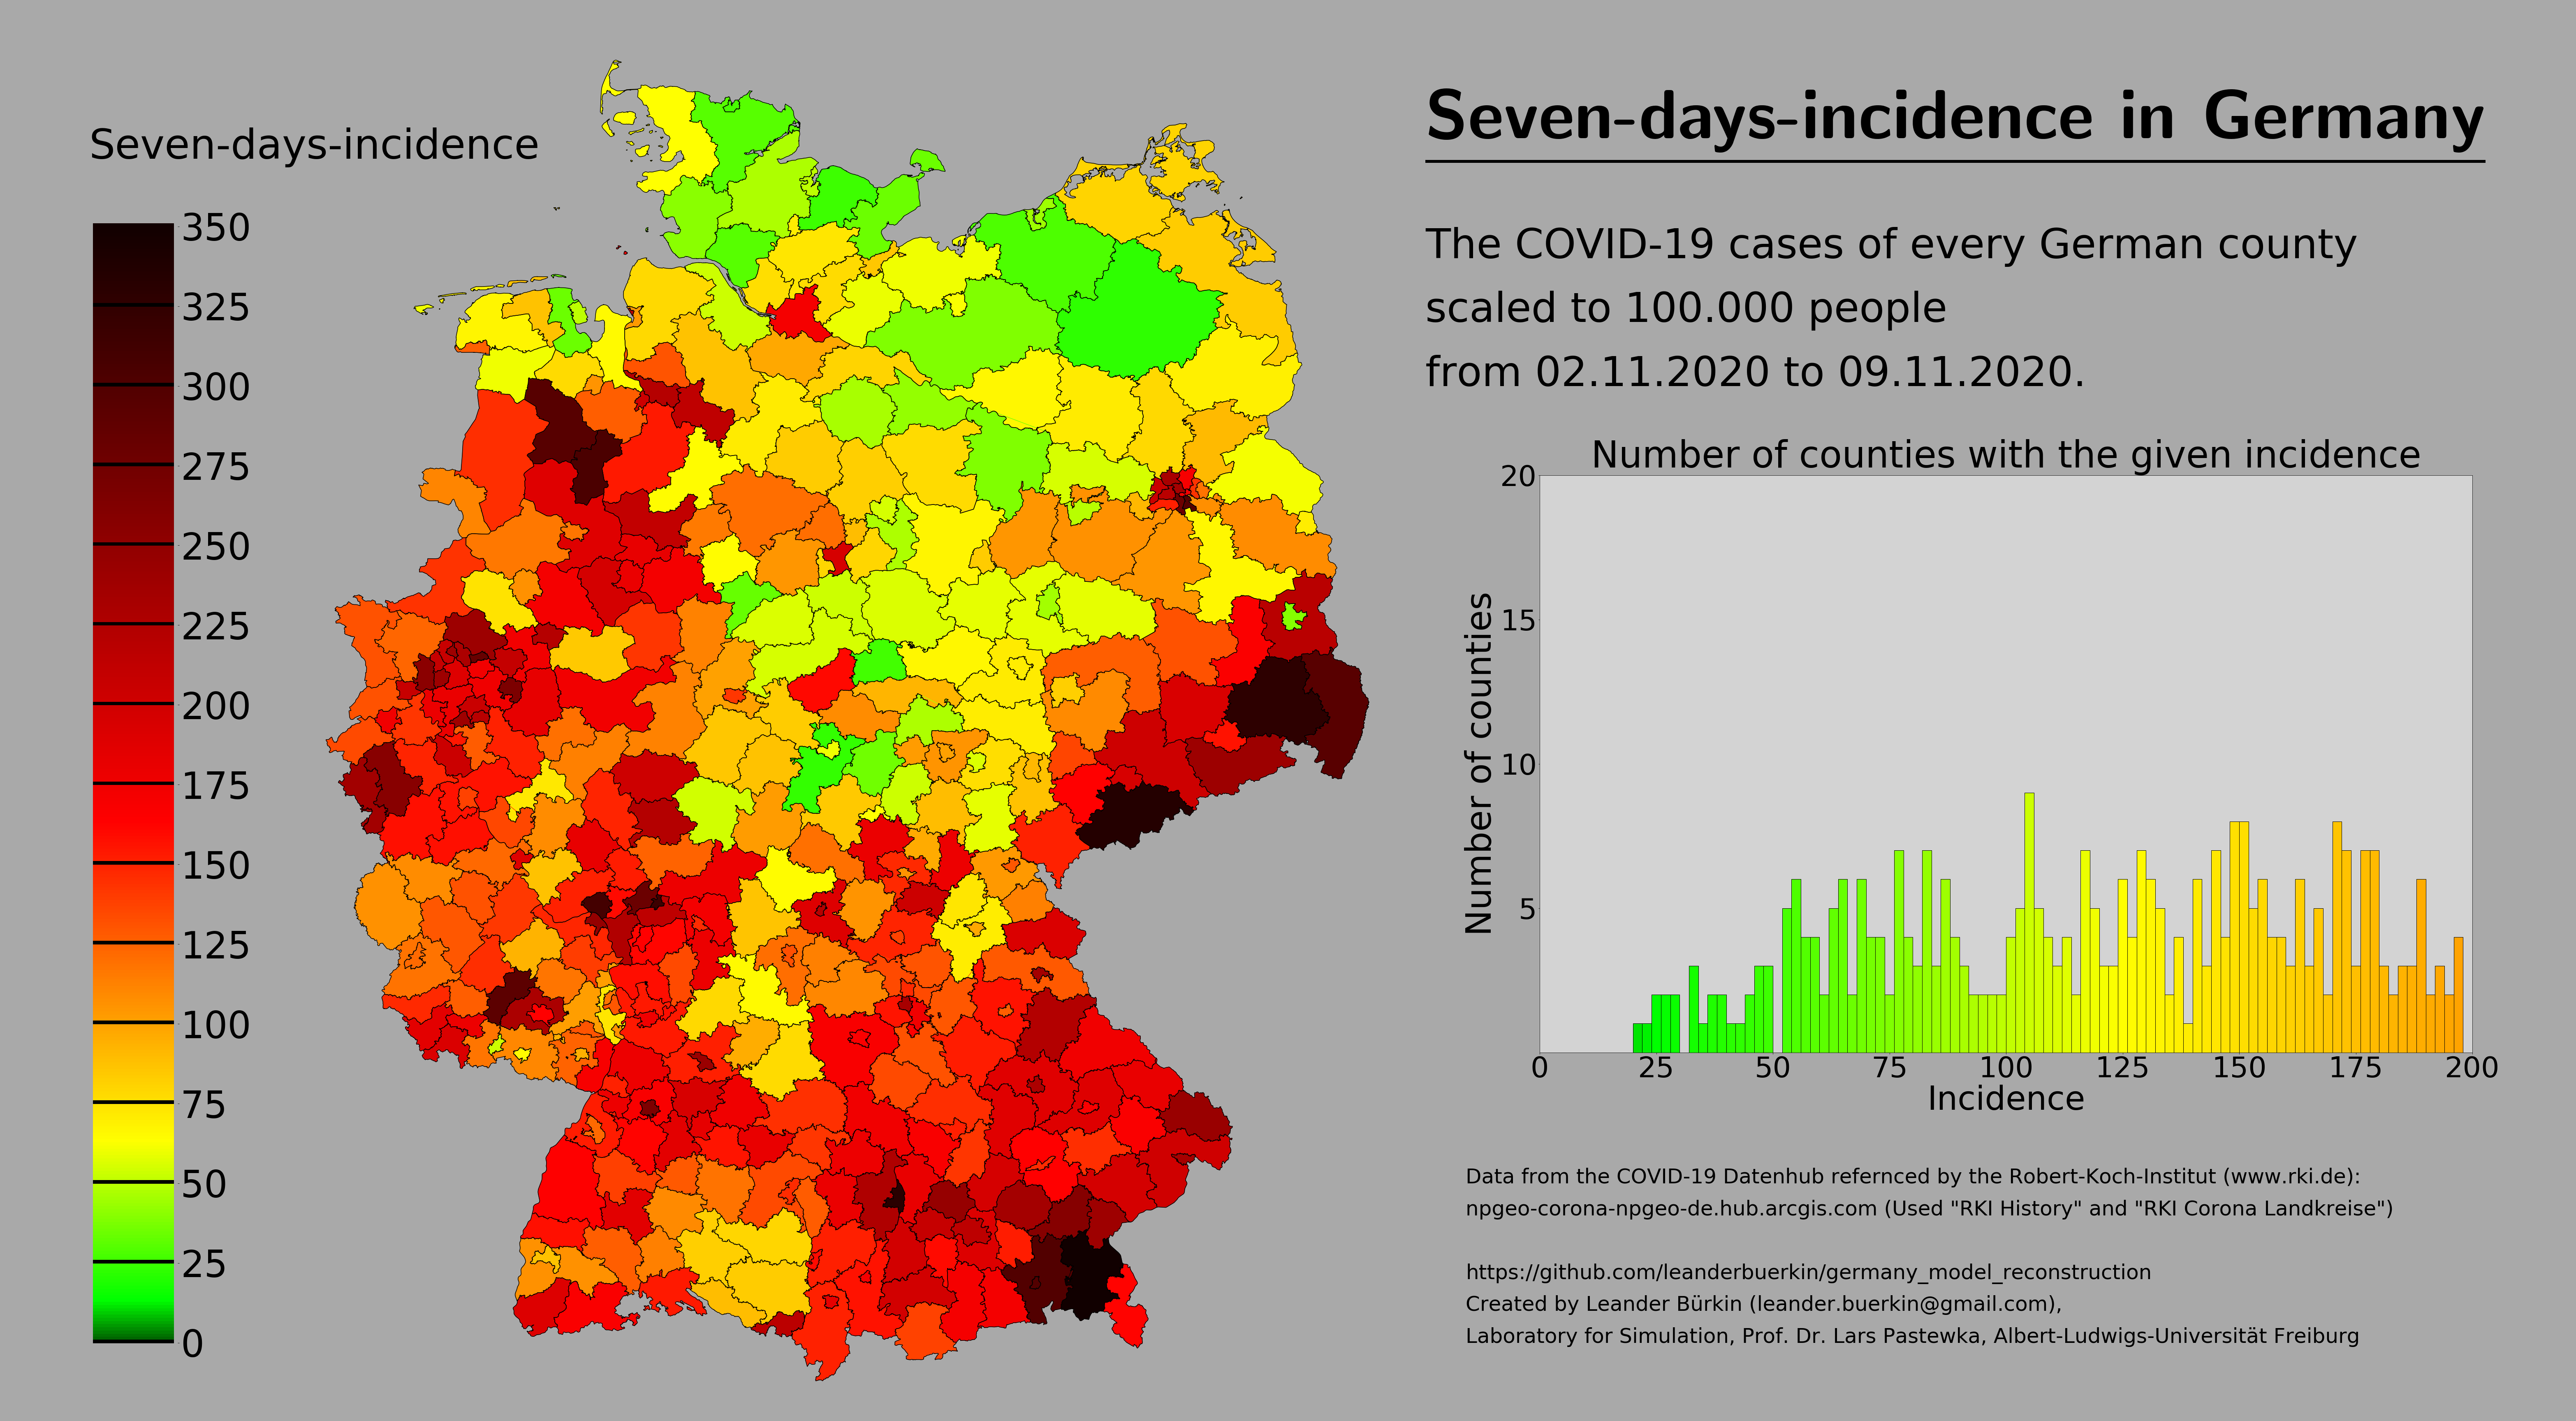 Seven-days-incidence
350
325
300
275
250
225
200
175
150
125
100
75
50
25
0
Seven-days-incidence in Germany
The COVID-19 cases of every German county
scaled to 100.000 people
from 02.11.2020 to 09.11.2020.
Number of counties with the given incidence
Number of counties
20
15
10
5
0 25 50 75 100 125 150 175 200
Incidence
Data from the COVID-19 Datenhub refernced by the Robert-Koch-Institut (www.rki.de):
npgeo-corona-npgeo-de.hub.arcgis.com (Used "RKI History" and "RKI Corona Landkreise")
https://github.com/leanderbuerkin/germany_model_reconstruction
Created by Leander Bürkin (leander.buerkin@gmail.com),
Laboratory for Simulation, Prof. Dr. Lars Pastewka, Albert-Ludwigs-Universität Freiburg